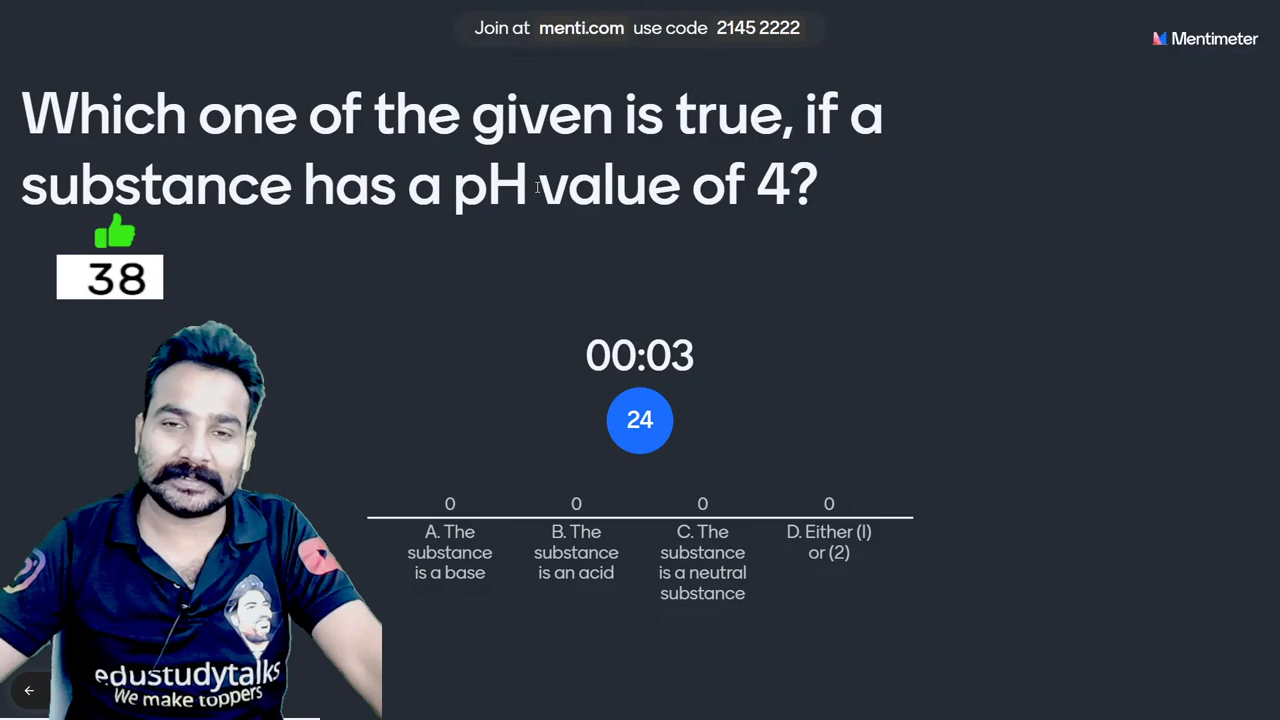 Join at menti.com use code 2145 2222
Mentimeter
Which one of the given is true, if a
substance has a pH value of 4?
38
00:03
24
0
A. The
substance
is a base
0
B. The
substance
is an acid
0
C. The
substance
is a neutral
substance
0
D. Either (I)
or (2)
edustudytalks
We make toppers